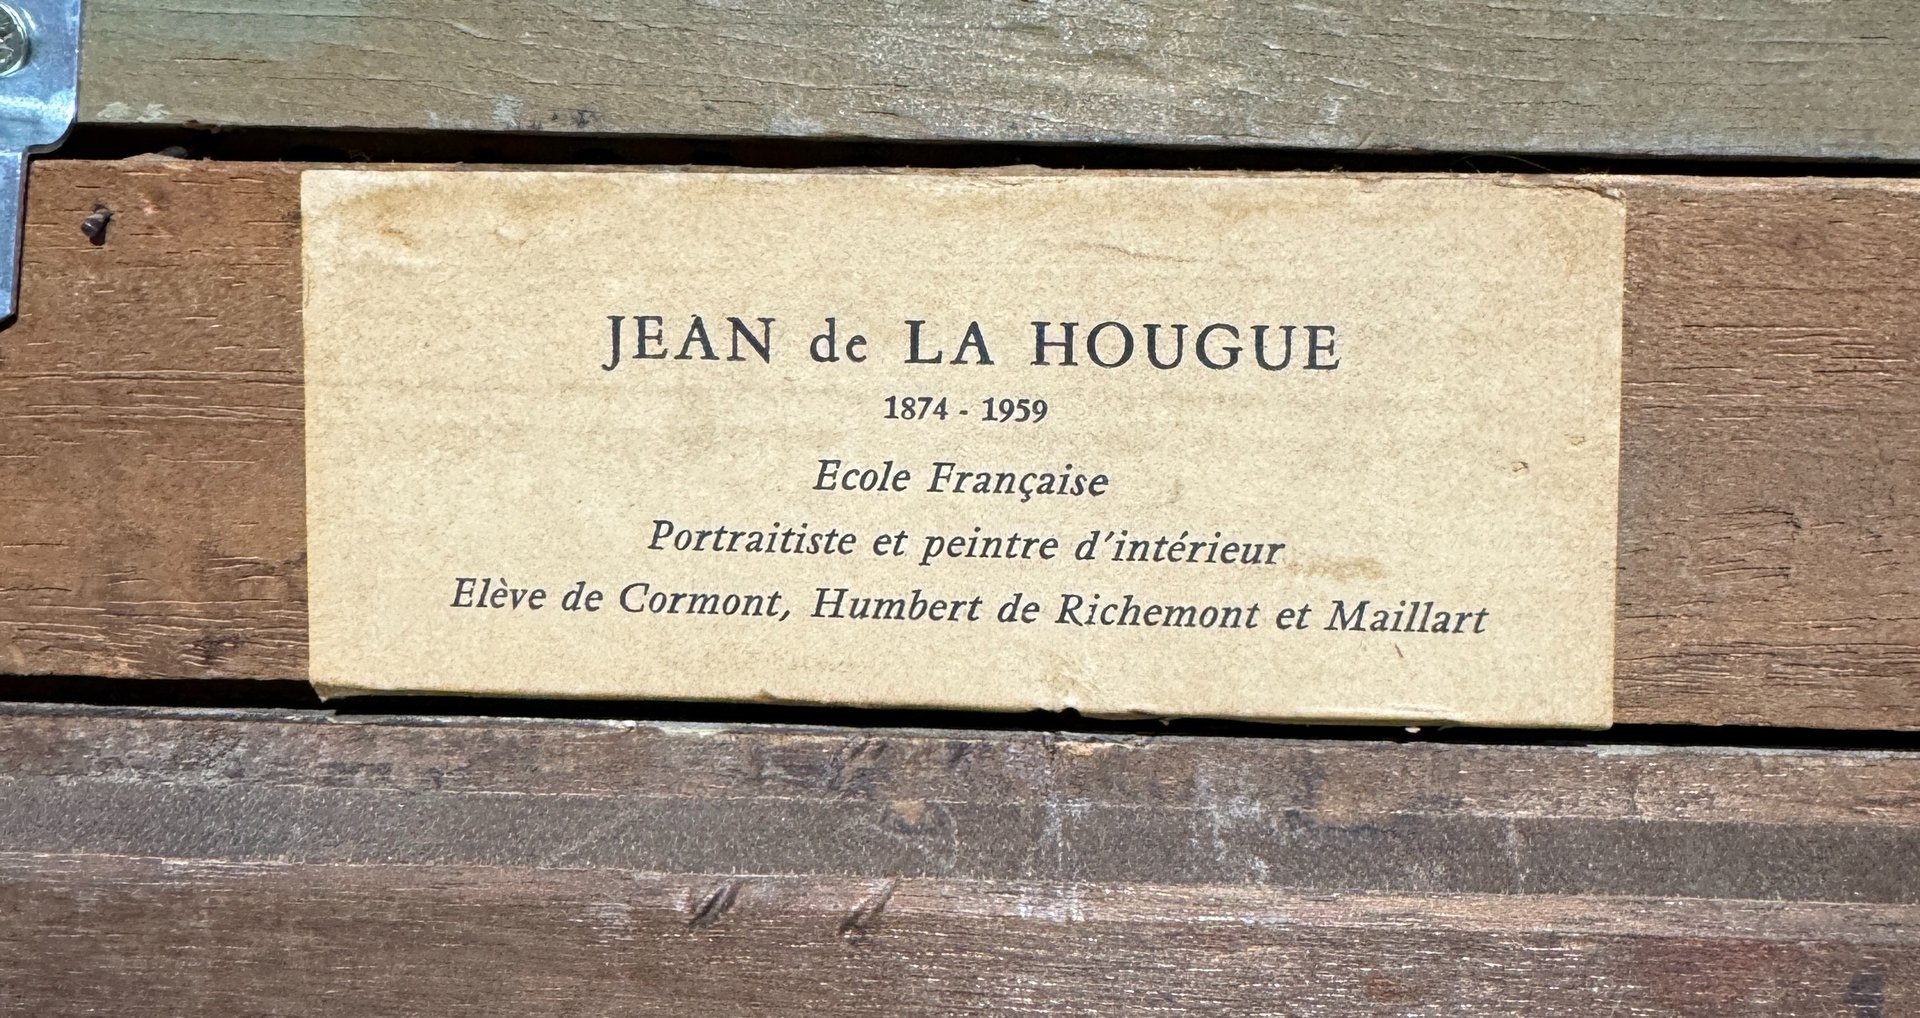 JEAN de LA HOUGUE
1874 - 1959
Ecole Française
Portraitiste et peintre d'intérieur
Elève de Cormont, Humbert de Richemont et Maillart